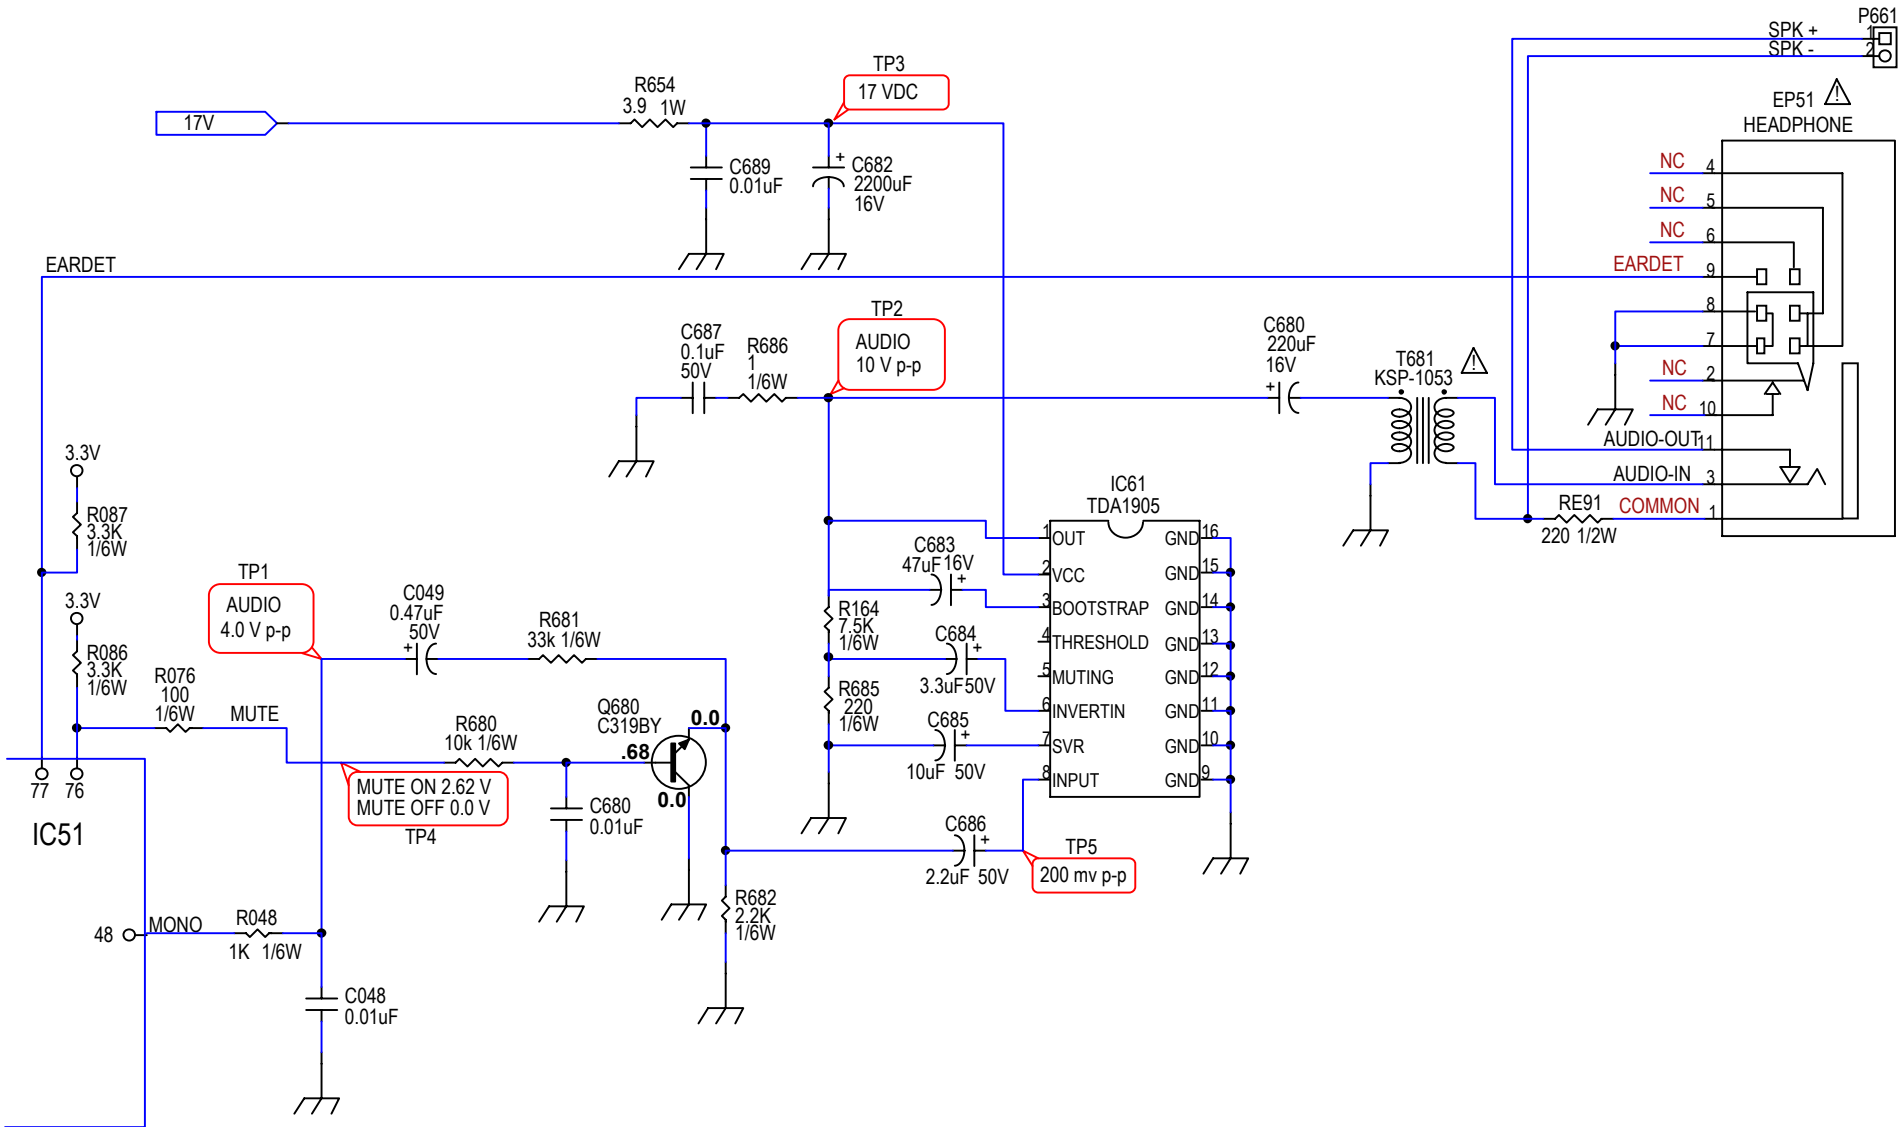 P661
SPK +
1
SPK -
2
TP3
17 VDC
R654
3.9 1W
17V
C689
0.01uF
C682
2200uF
16V
+
EP51
HEADPHONE
NC 4
NC 5
NC 6
EARDET
EARDET 9
8
7
NC 2
NC 10
AUDIO-OUT 11
AUDIO-IN 3
COMMON 1
TP2
AUDIO
10 V p-p
C687
0.1uF
50V
R686
1
1/6W
C680
220uF
16V
+
T681
KSP-1053
RE91
220 1/2W
3.3V
R087
3.3K
1/6W
3.3V
R086
3.3K
1/6W
TP1
AUDIO
4.0 V p-p
C049
0.47uF
50V
+
R681
33k 1/6W
R076
100
1/6W
MUTE
R680
10k 1/6W
Q680
C319BY
0.0
.68
0.0
MUTE ON 2.62 V
MUTE OFF 0.0 V
TP4
C680
0.01uF
77 76
IC51
48
MONO
R048
1K 1/6W
C048
0.01uF
R682
2.2K
1/6W
IC61
TDA1905
1 OUT GND 16
2 VCC GND 15
3 BOOTSTRAP GND 14
4 THRESHOLD GND 13
5 MUTING GND 12
6 INVERTIN GND 11
7 SVR GND 10
8 INPUT GND 9
C683
47uF 16V
+
R164
7.5K
1/6W
C684
+
3.3uF 50V
R685
220
1/6W
C685
+
10uF 50V
C686
+
2.2uF 50V
TP5
200 mv p-p